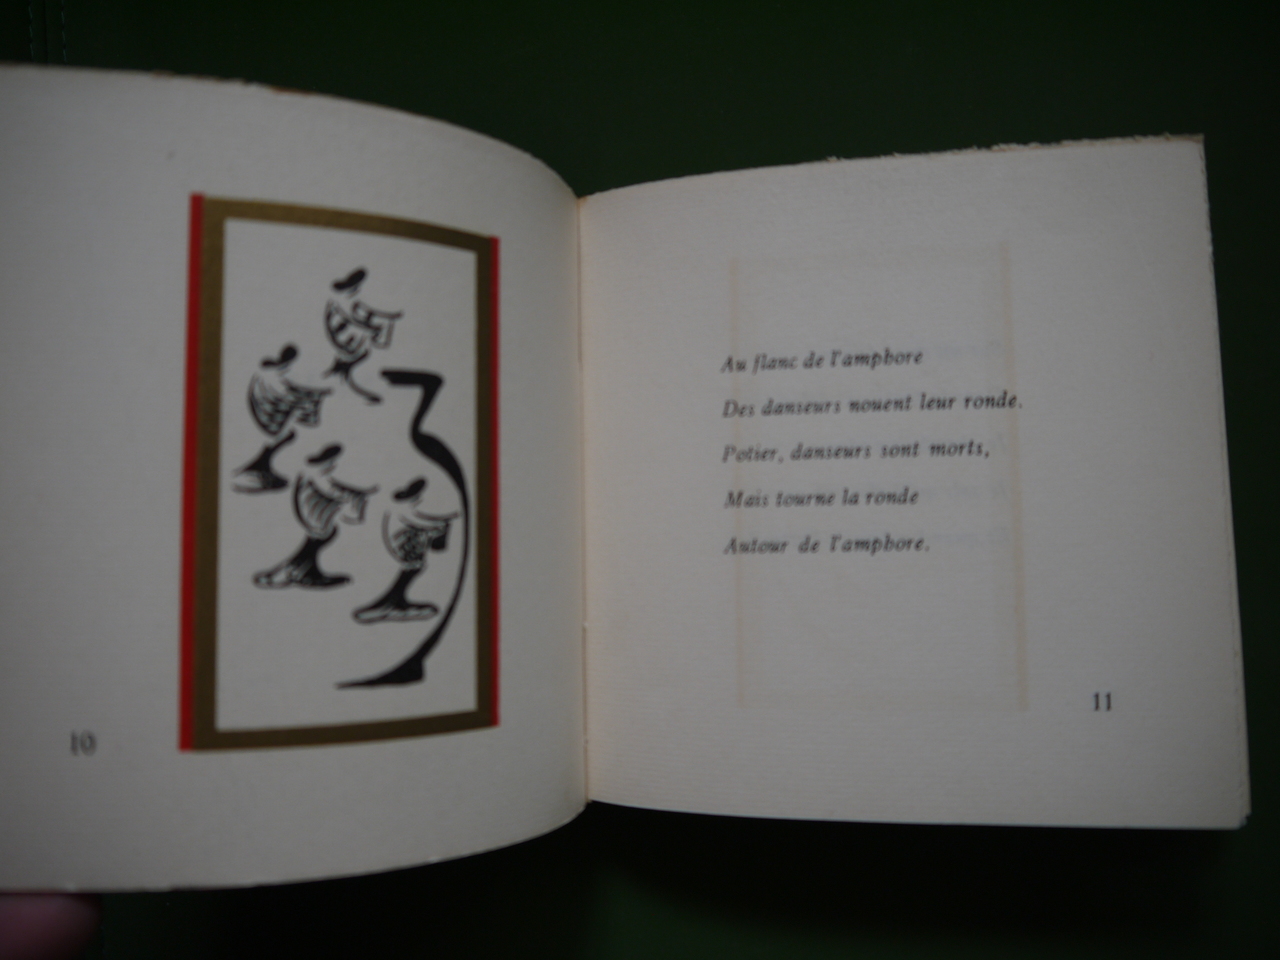 10
Au flanc de l'amphore
Des danseurs nouent leur ronde.
Potier, danseurs sont morts,
Mais tourne la ronde
Autour de l'amphore.
11